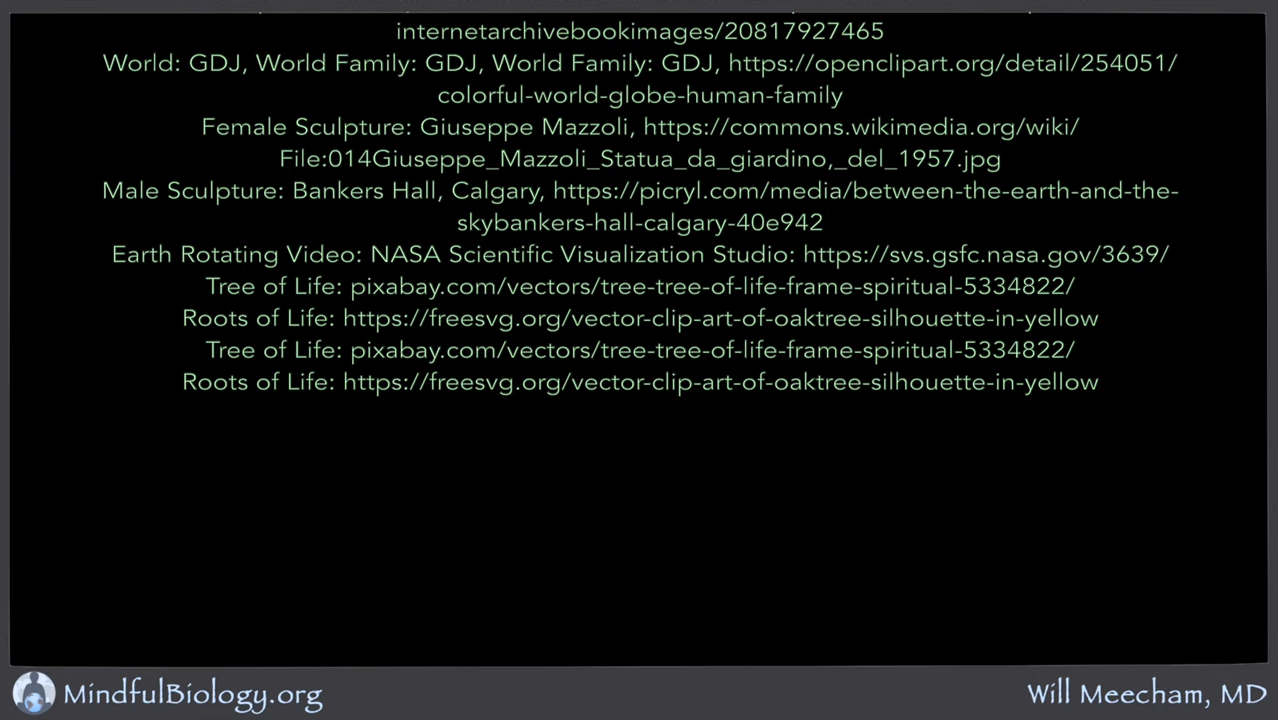 internetarchivebookimages/20817927465
World: GDJ, World Family: GDJ, World Family: GDJ, https://openclipart.org/detail/254051/
colorful-world-globe-human-family
Female Sculpture: Giuseppe Mazzoli, https://commons.wikimedia.org/wiki/
File:014Giuseppe_Mazzoli_Statua_da_giardino,_del_1957.jpg
Male Sculpture: Bankers Hall, Calgary, https://picryl.com/media/between-the-earth-and-the-
skybankers-hall-calgary-40e942
Earth Rotating Video: NASA Scientific Visualization Studio: https://svs.gsfc.nasa.gov/3639/
Tree of Life: pixabay.com/vectors/tree-tree-of-life-frame-spiritual-5334822/
Roots of Life: https://freesvg.org/vector-clip-art-of-oaktree-silhouette-in-yellow
Tree of Life: pixabay.com/vectors/tree-tree-of-life-frame-spiritual-5334822/
Roots of Life: https://freesvg.org/vector-clip-art-of-oaktree-silhouette-in-yellow
MindfulBiology.org
Will Meecham, MD